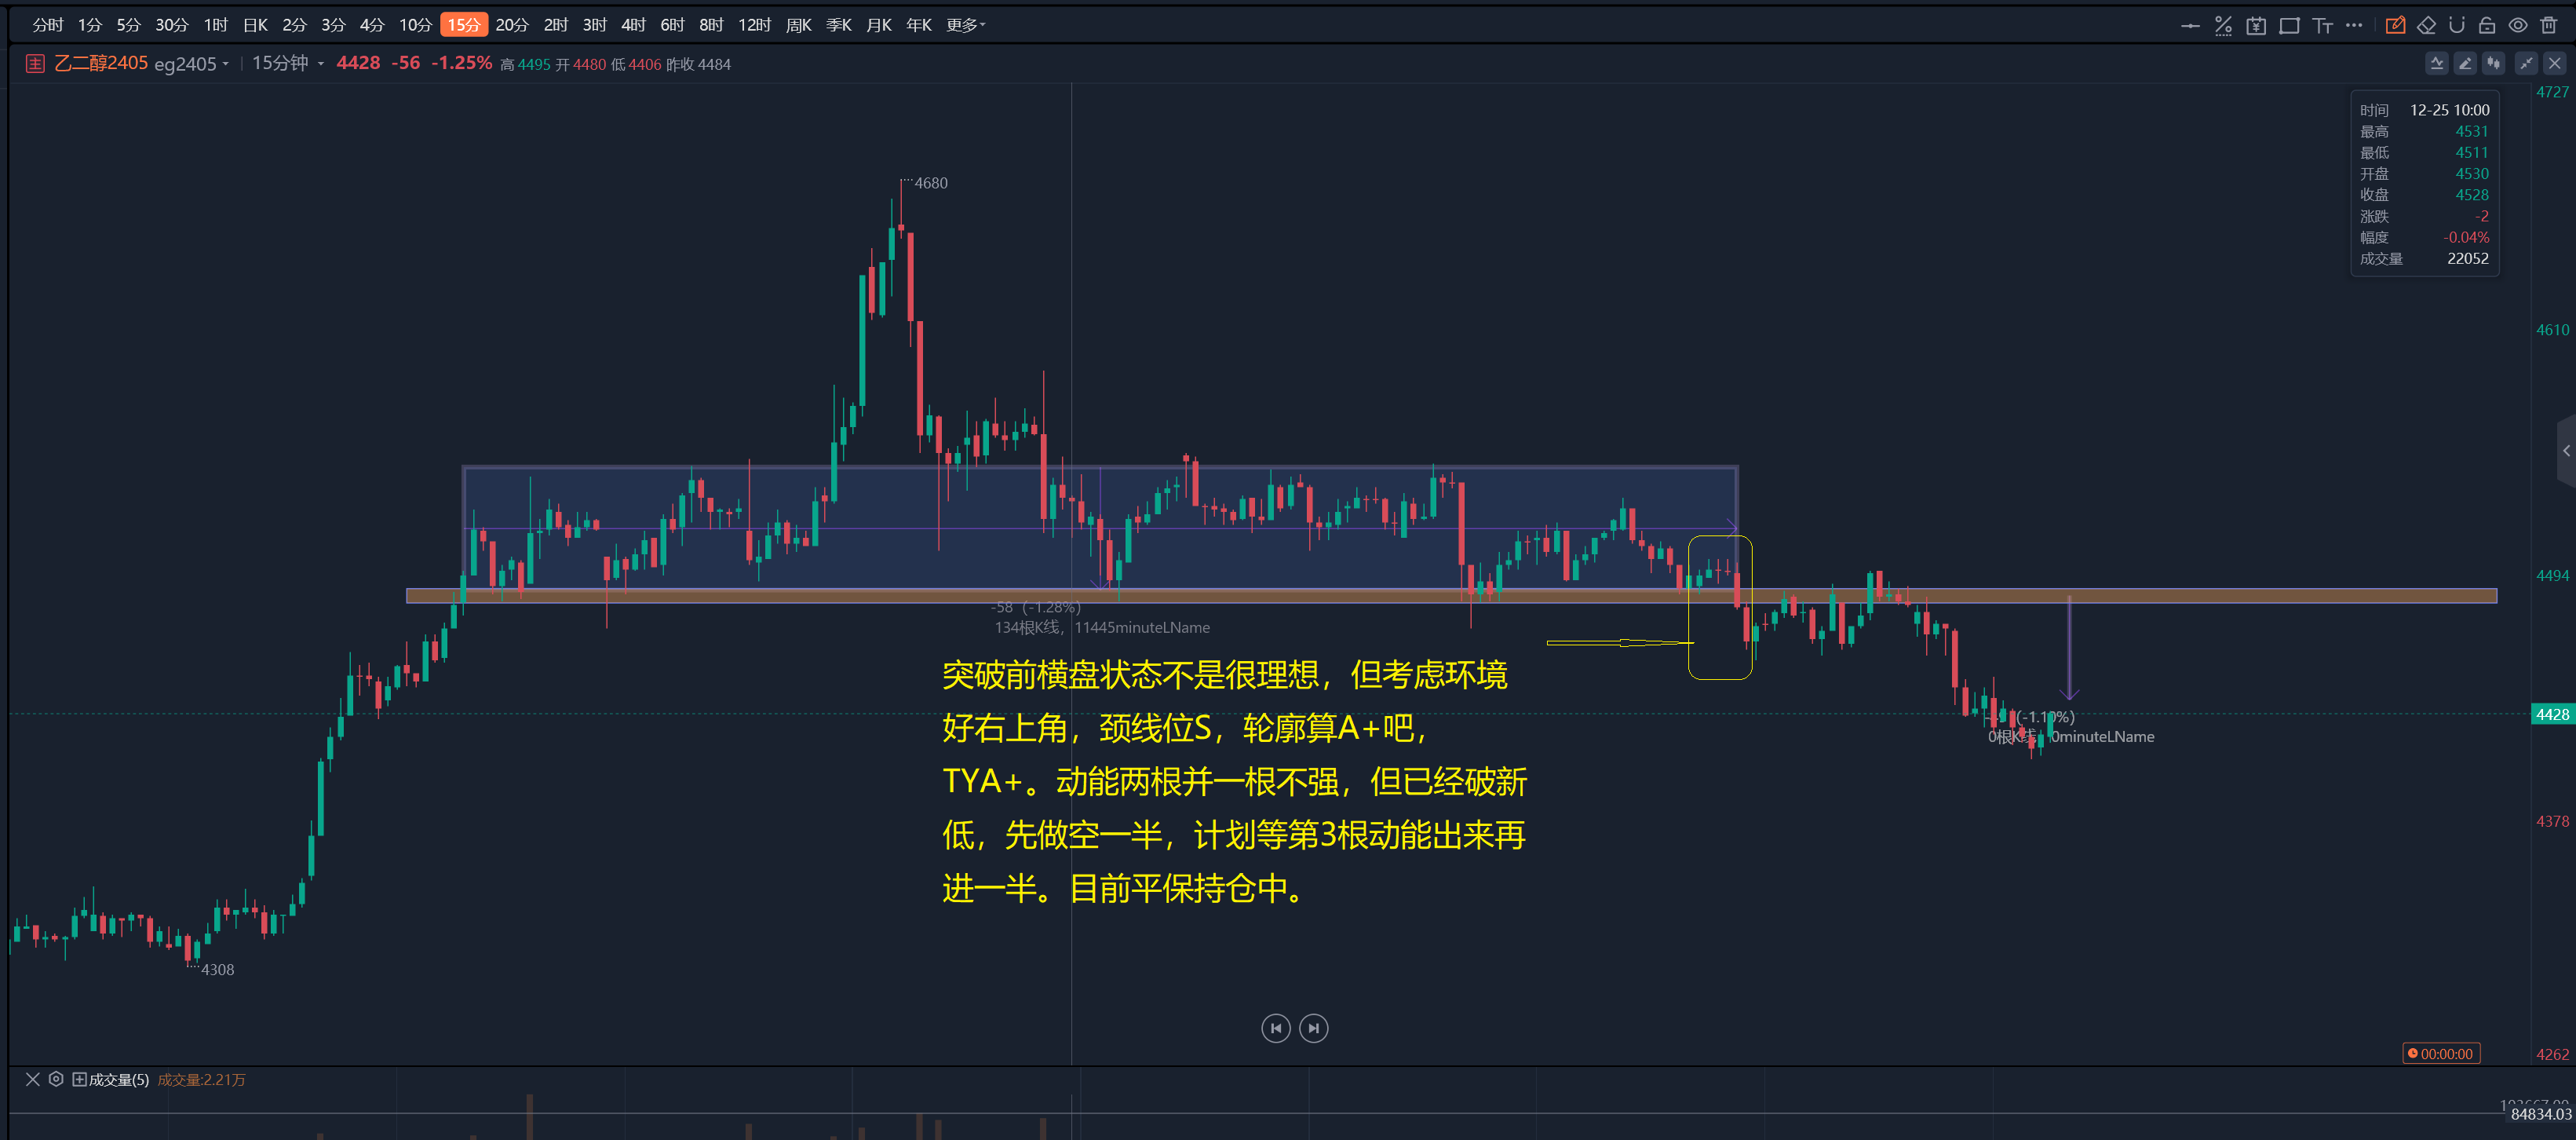 分时 1分 5分 30分 1时 日K 2分 3分 4分 10分 15分 20分 2时 3时 4时 6时 8时 12时 周K 季K 月K 年K 更多
主 乙二醇2405 eg2405 15分钟 4428 -56 -1.25% 高 4495 开 4480 低 4406 昨收 4484
4727
时间 12-25 10:00
最高 4531
最低 4511
开盘 4530
收盘 4528
涨跌 -2
幅度 -0.04%
成交量 22052
4680
4610
4494
-58 (-1.28%)
134根K线，11445minuteLName
突破前横盘状态不是很理想，但考虑环境
好右上角，颈线位S，轮廓算A+吧，
TYA+。动能两根并一根不强，但已经破新
低，先做空一半，计划等第3根动能出来再
进一半。目前平保持仓中。
4428
(-1.10%)
0根K线，0minuteLName
4378
4308
00:00:00
4262
成交量(5) 成交量:2.21万
84834.03